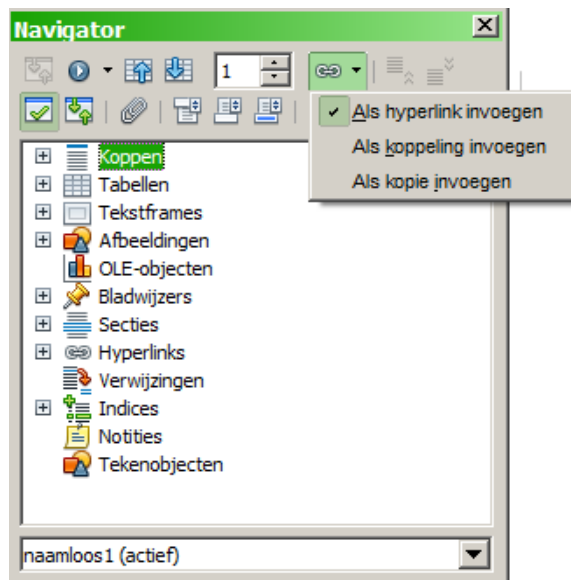 Navigator
1
Als hyperlink invoegen
Als koppeling invoegen
Als kopie invoegen
Koppen
Tabellen
Tekstframes
Afbeeldingen
OLE-objecten
Bladwijzers
Secties
Hyperlinks
Verwijzingen
Indices
Notities
Tekenobjecten
naamloos1 (actief)